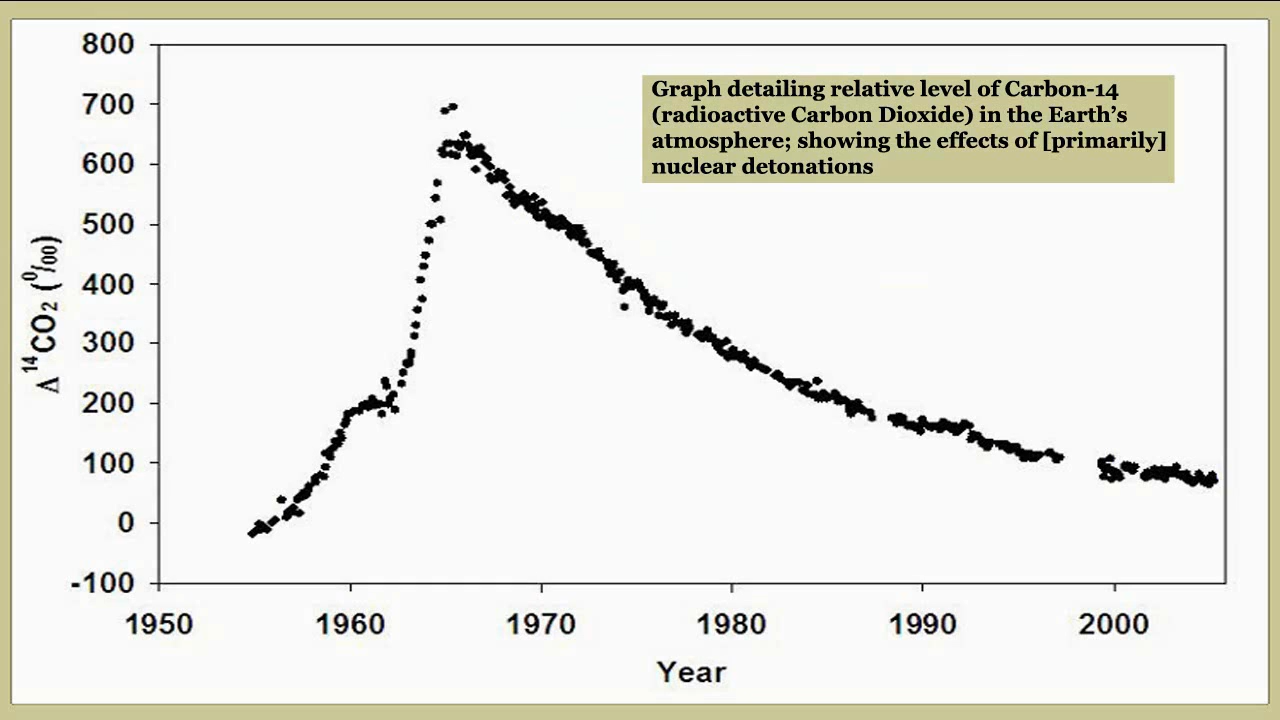 800
Graph detailing relative level of Carbon-14
(radioactive Carbon Dioxide) in the Earth's
atmosphere; showing the effects of [primarily]
nuclear detonations
700
600
500
400
300
200
100
0
-100
Δ ¹⁴CO₂ (⁰/₀₀)
1950 1960 1970 1980 1990 2000
Year